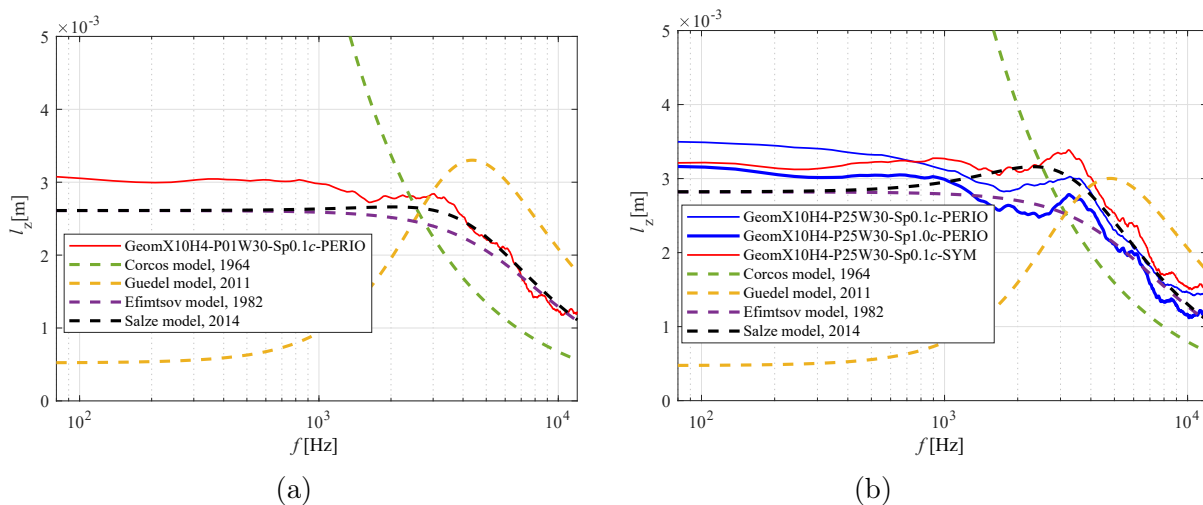 ×10⁻³
5
4
3
2
1
0
l_z [m]
10²
10³
10⁴
f [Hz]
GeomX10H4-P01W30-Sp0.1c-PERIO
Corcos model, 1964
Guedel model, 2011
Efimtsov model, 1982
Salze model, 2014
(a)
×10⁻³
5
4
3
2
1
0
l_z [m]
10²
10³
10⁴
f [Hz]
GeomX10H4-P25W30-Sp0.1c-PERIO
GeomX10H4-P25W30-Sp1.0c-PERIO
GeomX10H4-P25W30-Sp0.1c-SYM
Corcos model, 1964
Guedel model, 2011
Efimtsov model, 1982
Salze model, 2014
(b)